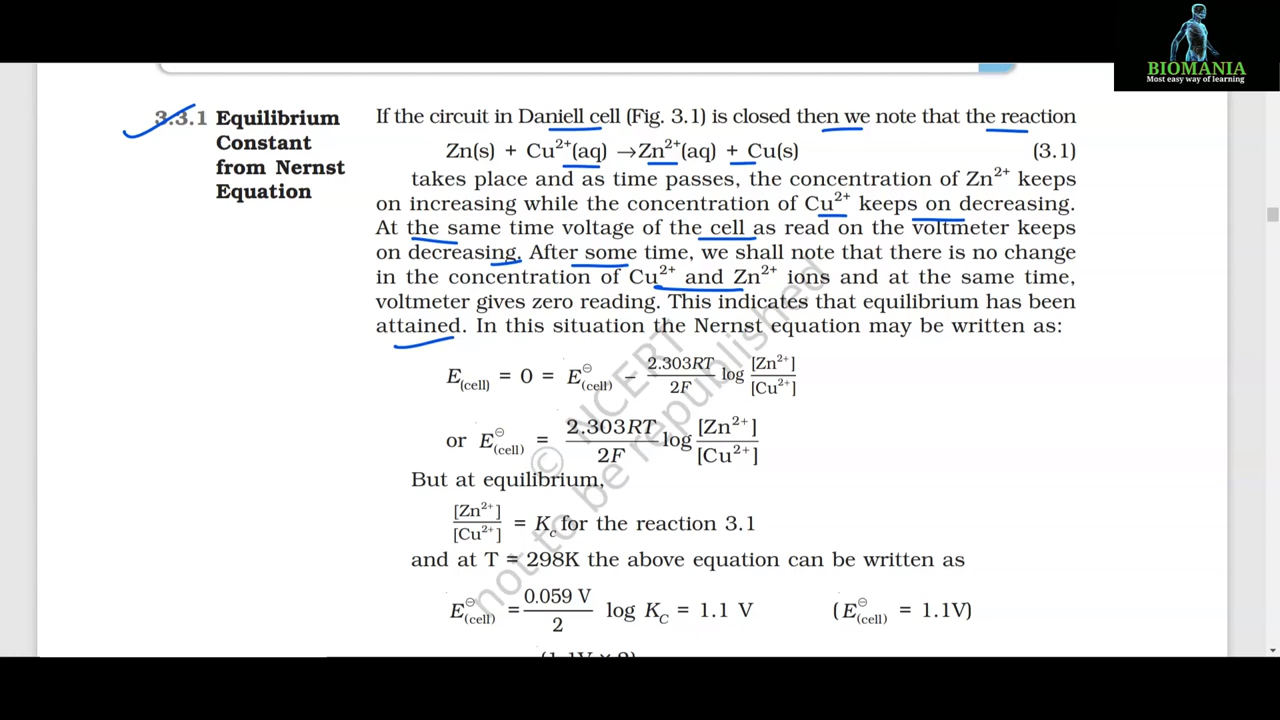 BIOMANIA
Most easy way of learning
3.3.1 Equilibrium
Constant
from Nernst
Equation
If the circuit in Daniell cell (Fig. 3.1) is closed then we note that the reaction
Zn(s) + Cu²⁺(aq) →Zn²⁺(aq) + Cu(s) (3.1)
takes place and as time passes, the concentration of Zn²⁺ keeps
on increasing while the concentration of Cu²⁺ keeps on decreasing.
At the same time voltage of the cell as read on the voltmeter keeps
on decreasing. After some time, we shall note that there is no change
in the concentration of Cu²⁺ and Zn²⁺ ions and at the same time,
voltmeter gives zero reading. This indicates that equilibrium has been
attained. In this situation the Nernst equation may be written as:
E(cell) = 0 = E⊖(cell) − 2.303RT/2F log [Zn²⁺]/[Cu²⁺]
or E⊖(cell) = 2.303RT/2F log [Zn²⁺]/[Cu²⁺]
But at equilibrium,
[Zn²⁺]/[Cu²⁺] = Kc for the reaction 3.1
and at T = 298K the above equation can be written as
E⊖(cell) = 0.059 V/2 log KC = 1.1 V (E⊖(cell) = 1.1V)
© NCERT
not to be republished